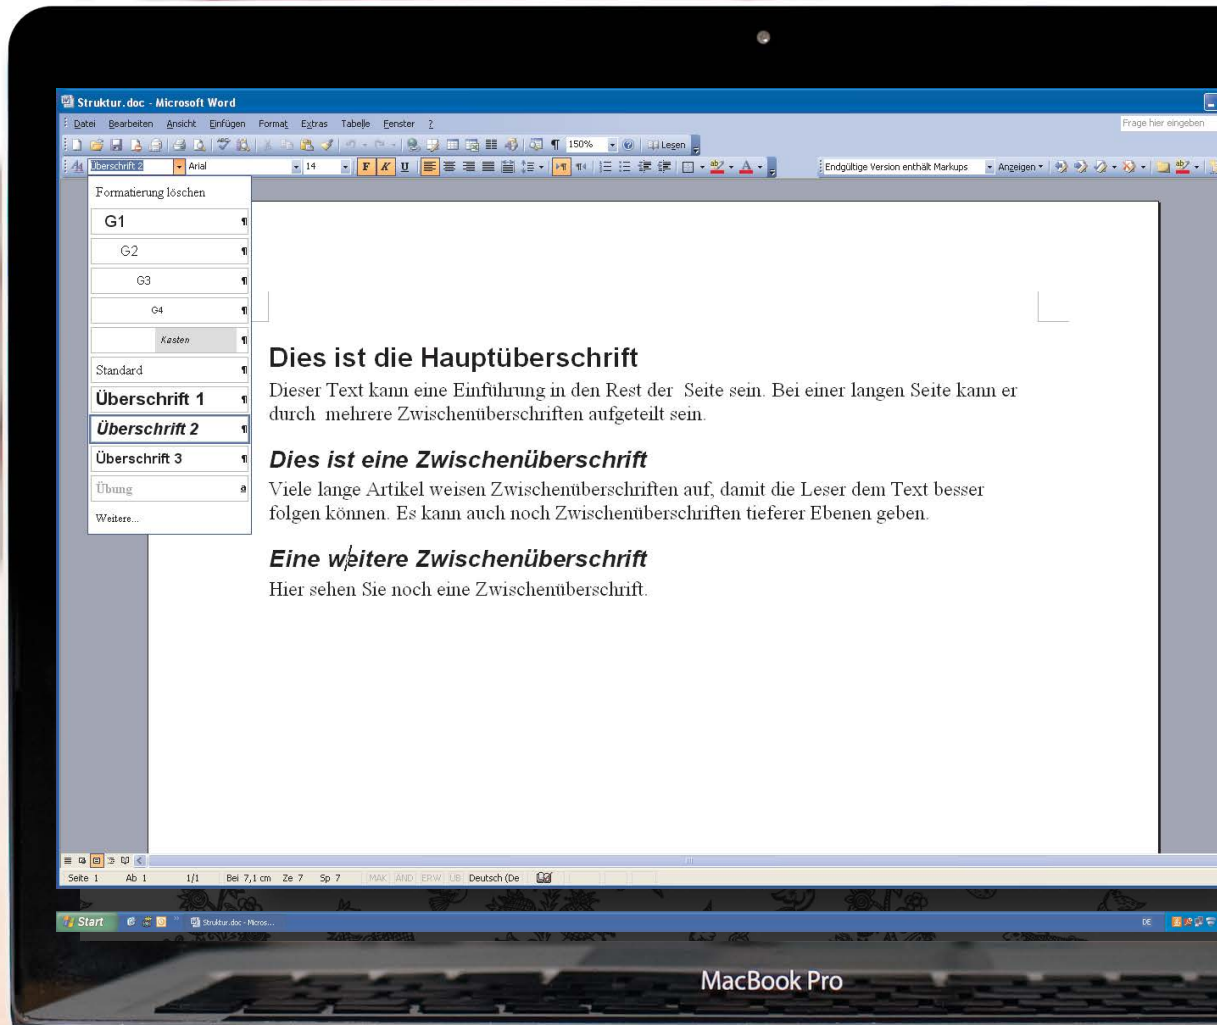 Struktur.doc - Microsoft Word
Datei Bearbeiten Ansicht Einfügen Format Extras Tabelle Fenster ?
Frage hier eingeben
150% Lesen
Überschrift 2 Arial 14 F K U Endgültige Version enthält Markups Anzeigen
Formatierung löschen
G1 ¶
G2 ¶
G3 ¶
G4 ¶
Kasten ¶
Standard ¶
Überschrift 1 ¶
Überschrift 2 ¶
Überschrift 3 ¶
Übung a
Weitere...
Dies ist die Hauptüberschrift
Dieser Text kann eine Einführung in den Rest der Seite sein. Bei einer langen Seite kann er
durch mehrere Zwischenüberschriften aufgeteilt sein.
Dies ist eine Zwischenüberschrift
Viele lange Artikel weisen Zwischenüberschriften auf, damit die Leser dem Text besser
folgen können. Es kann auch noch Zwischenüberschriften tieferer Ebenen geben.
Eine weitere Zwischenüberschrift
Hier sehen Sie noch eine Zwischenüberschrift.
Seite 1 Ab 1 1/1 Bei 7,1 cm Ze 7 Sp 7 MAK ÄND ERW ÜB Deutsch (De
Start Struktur.doc - Micros... DE
MacBook Pro